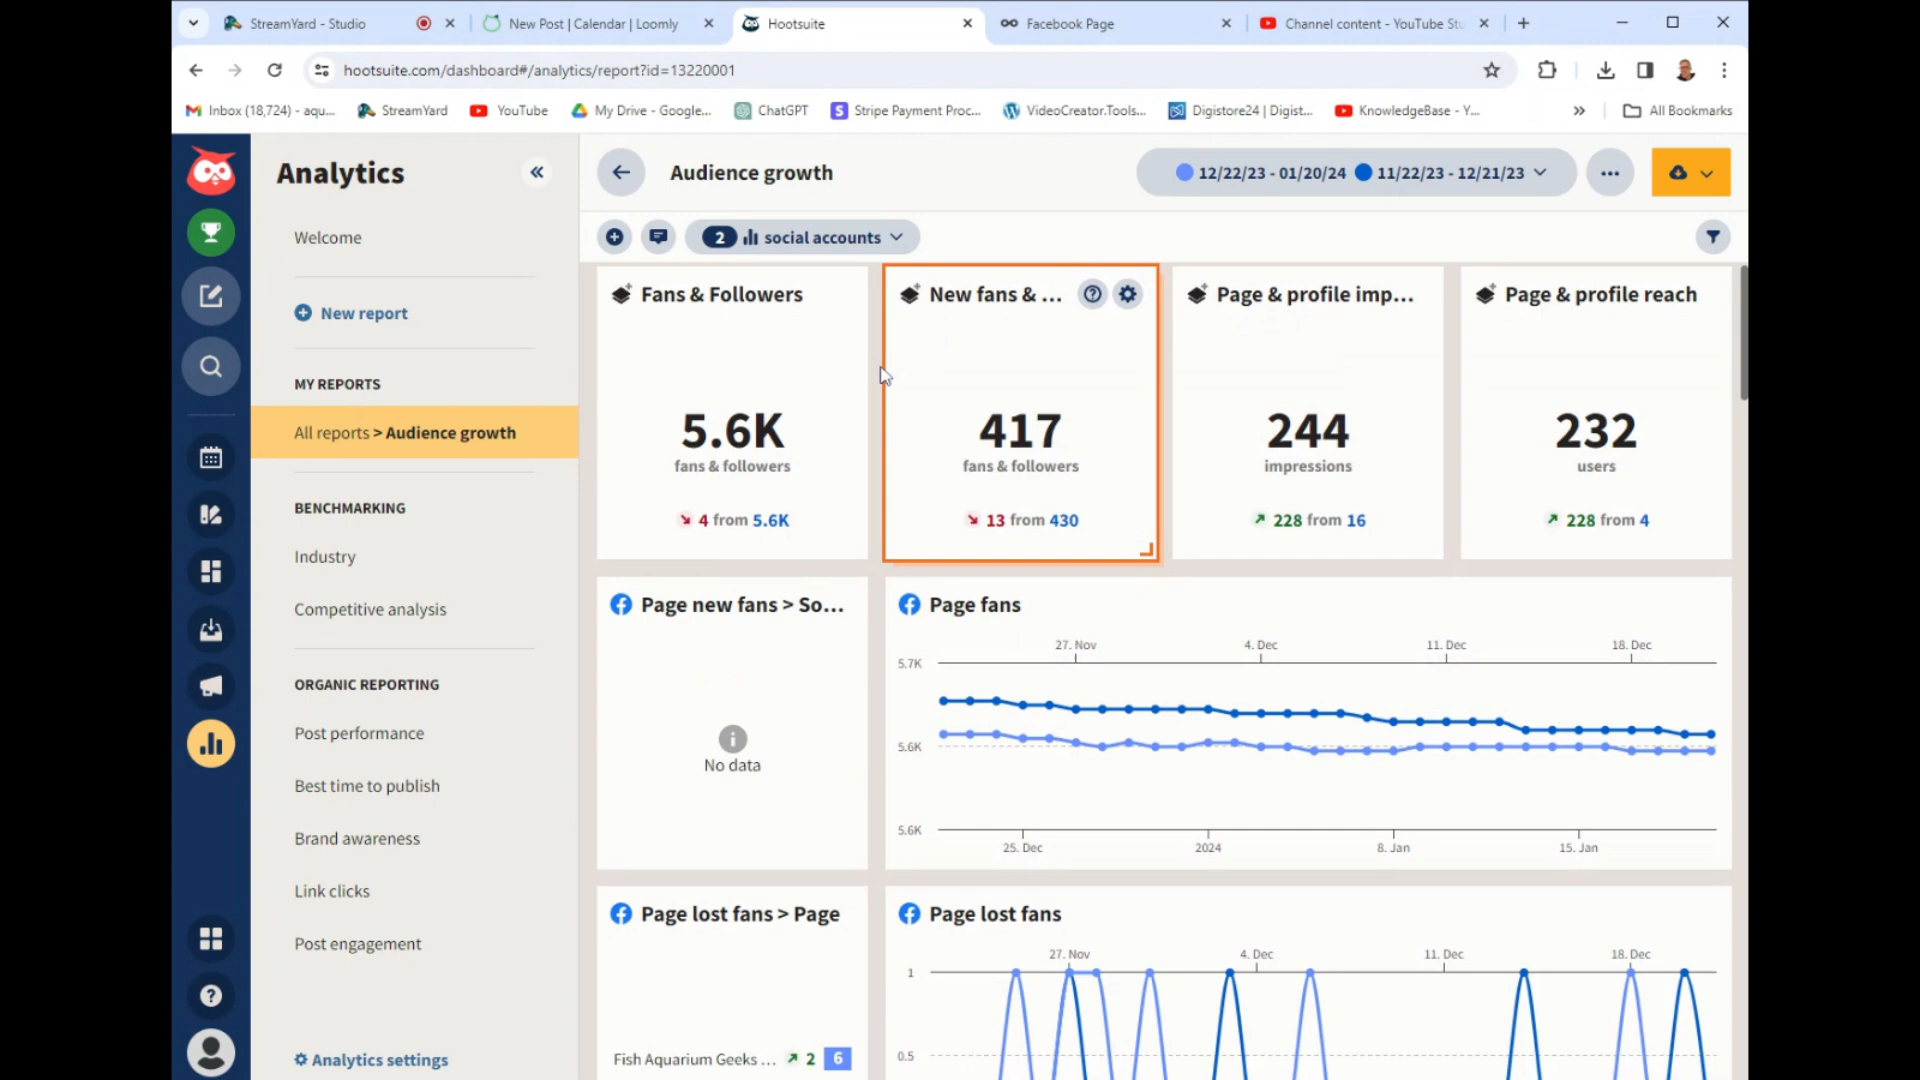 StreamYard - Studio
New Post | Calendar | Loomly
Hootsuite
Facebook Page
Channel content - YouTube Stu
hootsuite.com/dashboard#/analytics/report?id=13220001
Inbox (18,724) - aqu...
StreamYard
YouTube
My Drive - Google...
ChatGPT
Stripe Payment Proc...
VideoCreator.Tools...
Digistore24 | Digist...
KnowledgeBase - Y...
All Bookmarks
Analytics
Welcome
New report
MY REPORTS
All reports > Audience growth
BENCHMARKING
Industry
Competitive analysis
ORGANIC REPORTING
Post performance
Best time to publish
Brand awareness
Link clicks
Post engagement
Analytics settings
Audience growth
12/22/23 - 01/20/24 11/22/23 - 12/21/23
2 social accounts
Fans & Followers
5.6K
fans & followers
4 from 5.6K
New fans & ...
417
fans & followers
13 from 430
Page & profile imp...
244
impressions
228 from 16
Page & profile reach
232
users
228 from 4
Page new fans > So...
No data
Page fans
27. Nov 4. Dec 11. Dec 18. Dec
5.7K
5.6K
5.6K
25. Dec 2024 8. Jan 15. Jan
Page lost fans > Page
Fish Aquarium Geeks ... 2 6
Page lost fans
27. Nov 4. Dec 11. Dec 18. Dec
1
0.5